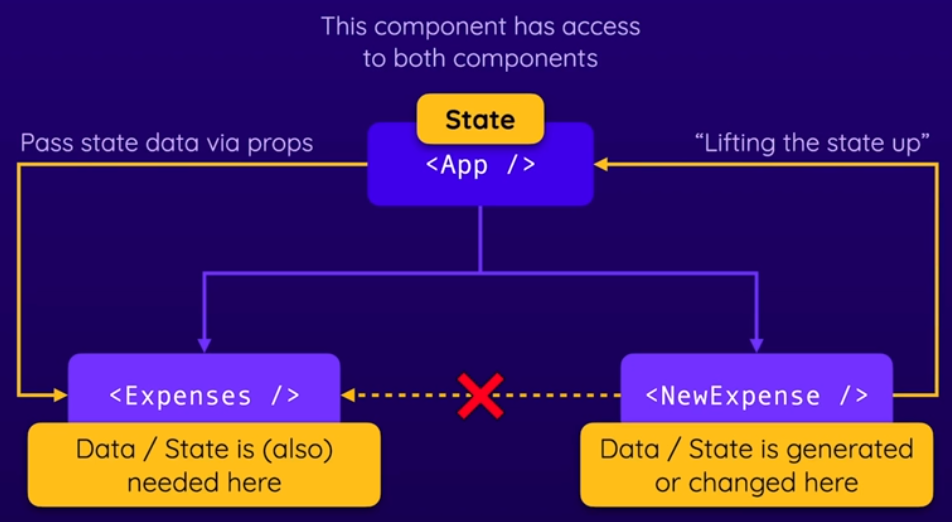 This component has access
to both components
State
Pass state data via props
“Lifting the state up”
<App />
<Expenses />
<NewExpense />
Data / State is (also)
needed here
Data / State is generated
or changed here